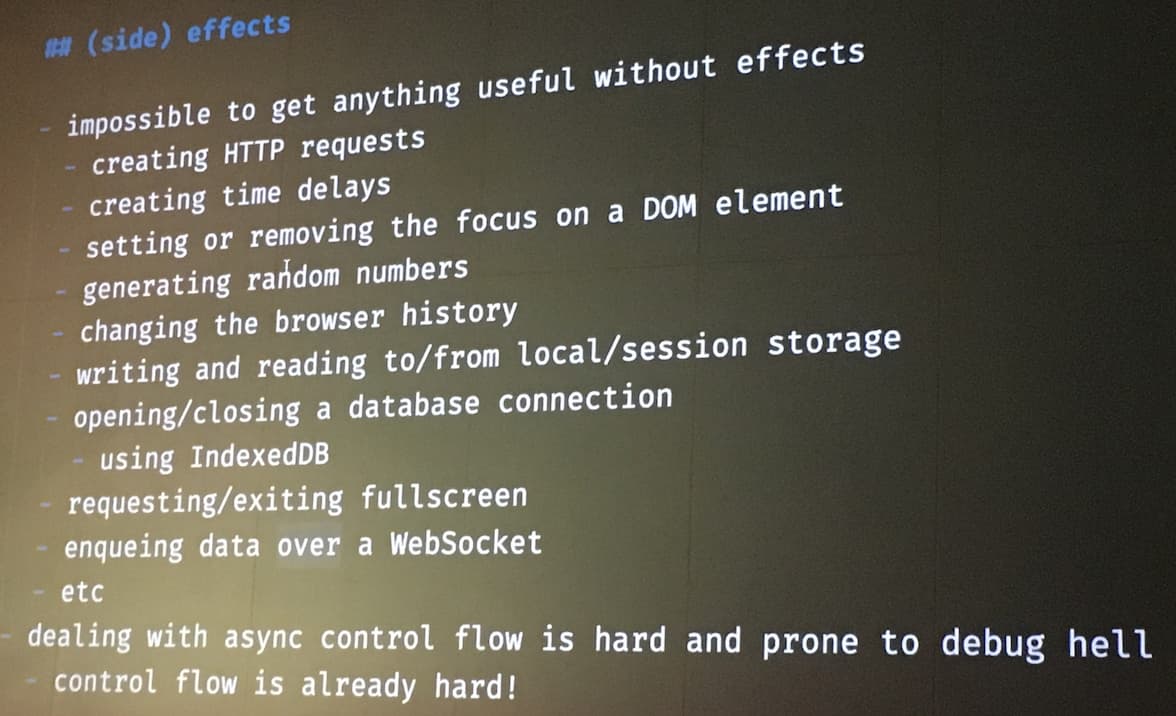 ## (side) effects
- impossible to get anything useful without effects
- creating HTTP requests
- creating time delays
- setting or removing the focus on a DOM element
- generating random numbers
- changing the browser history
- writing and reading to/from local/session storage
- opening/closing a database connection
- using IndexedDB
- requesting/exiting fullscreen
- enqueing data over a WebSocket
- etc
- dealing with async control flow is hard and prone to debug hell
- control flow is already hard!